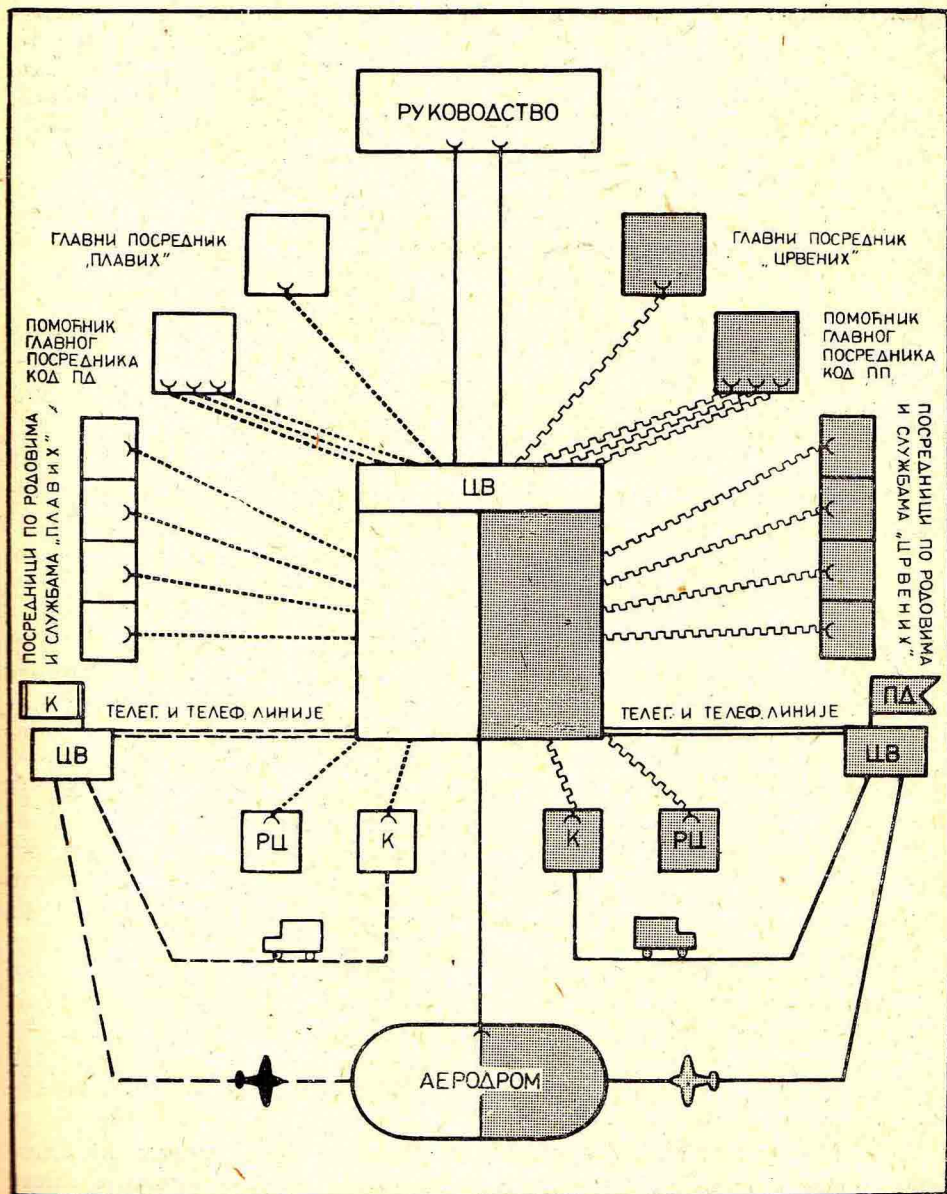 РУКОВОДСТВО
ГЛАВНИ ПОСРЕДНИК
„ПЛАВИХ”
ГЛАВНИ ПОСРЕДНИК
„ЦРВЕНИХ”
ПОМОЋНИК
ГЛАВНОГ
ПОСРЕДНИКА
КОД ПД
ПОМОЋНИК
ГЛАВНОГ
ПОСРЕДНИКА
КОД ПП
ПОСРЕДНИЦИ ПО РОДОВИМА
И СЛУЖБАМА „ПЛАВИХ”
ЦВ
ПОСРЕДНИЦИ ПО РОДОВИМА
И СЛУЖБАМА „ЦРВЕНИХ”
К
ЦВ
ТЕЛЕГ. И ТЕЛЕФ. ЛИНИЈЕ
ТЕЛЕГ. И ТЕЛЕФ. ЛИНИЈЕ
ПД
ЦВ
РЦ
К
К
РЦ
АЕРОДРОМ